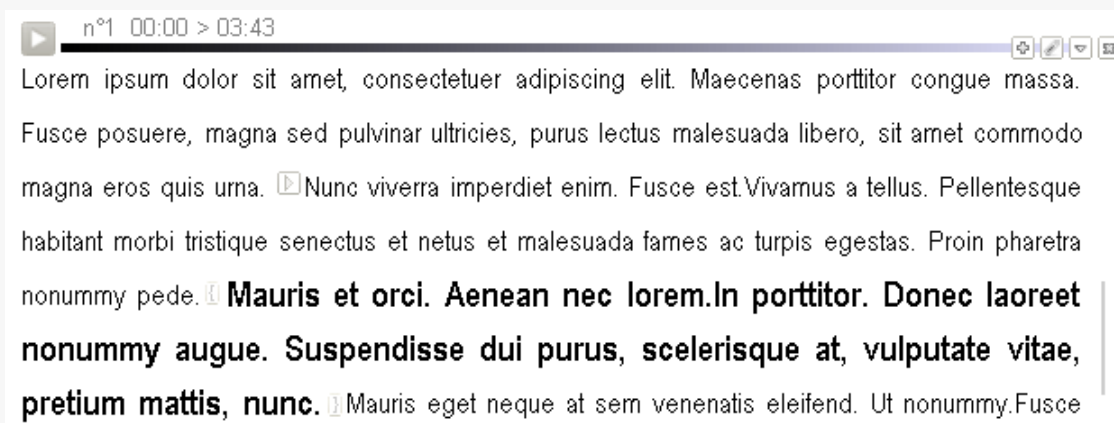 n°1 00:00 > 03:43
Lorem ipsum dolor sit amet, consectetuer adipiscing elit. Maecenas porttitor congue massa.
Fusce posuere, magna sed pulvinar ultricies, purus lectus malesuada libero, sit amet commodo
magna eros quis urna. Nunc viverra imperdiet enim. Fusce est.Vivamus a tellus. Pellentesque
habitant morbi tristique senectus et netus et malesuada fames ac turpis egestas. Proin pharetra
nonummy pede. { Mauris et orci. Aenean nec lorem.In porttitor. Donec laoreet
nonummy augue. Suspendisse dui purus, scelerisque at, vulputate vitae,
pretium mattis, nunc. } Mauris eget neque at sem venenatis eleifend. Ut nonummy.Fusce